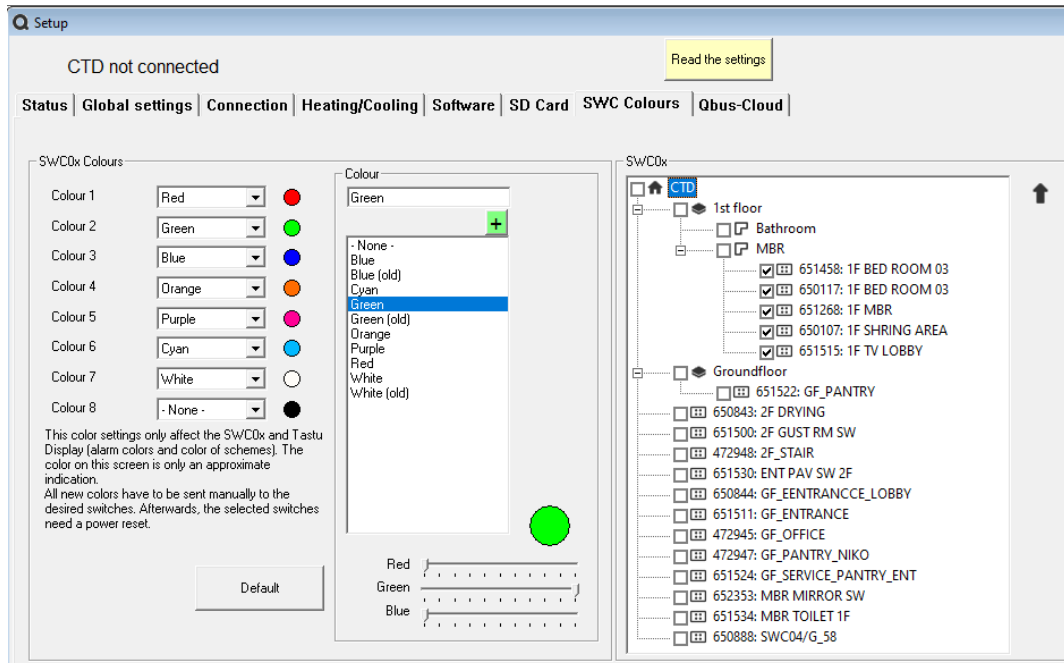 Setup
CTD not connected
Read the settings
Status
Global settings
Connection
Heating/Cooling
Software
SD Card
SWC Colours
Qbus-Cloud
SWC0x Colours
Colour 1 Red
Colour 2 Green
Colour 3 Blue
Colour 4 Orange
Colour 5 Purple
Colour 6 Cyan
Colour 7 White
Colour 8 - None -
This color settings only affect the SWC0x and Tastu
Display (alarm colors and color of schemes). The
color on this screen is only an approximate
indication.
All new colors have to be sent manually to the
desired switches. Afterwards, the selected switches
need a power reset.
Default
Colour
Green
+
- None -
Blue
Blue (old)
Cyan
Green
Green (old)
Orange
Purple
Red
White
White (old)
Red
Green
Blue
SWC0x
CTD
1st floor
Bathroom
MBR
651458: 1F BED ROOM 03
650117: 1F BED ROOM 03
651268: 1F MBR
650107: 1F SHRING AREA
651515: 1F TV LOBBY
Groundfloor
651522: GF_PANTRY
650843: 2F DRYING
651500: 2F GUST RM SW
472948: 2F_STAIR
651530: ENT PAV SW 2F
650844: GF_EENTRANCCE_LOBBY
651511: GF_ENTRANCE
472945: GF_OFFICE
472947: GF_PANTRY_NIKO
651524: GF_SERVICE_PANTRY_ENT
652353: MBR MIRROR SW
651534: MBR TOILET 1F
650888: SWC04/G_58